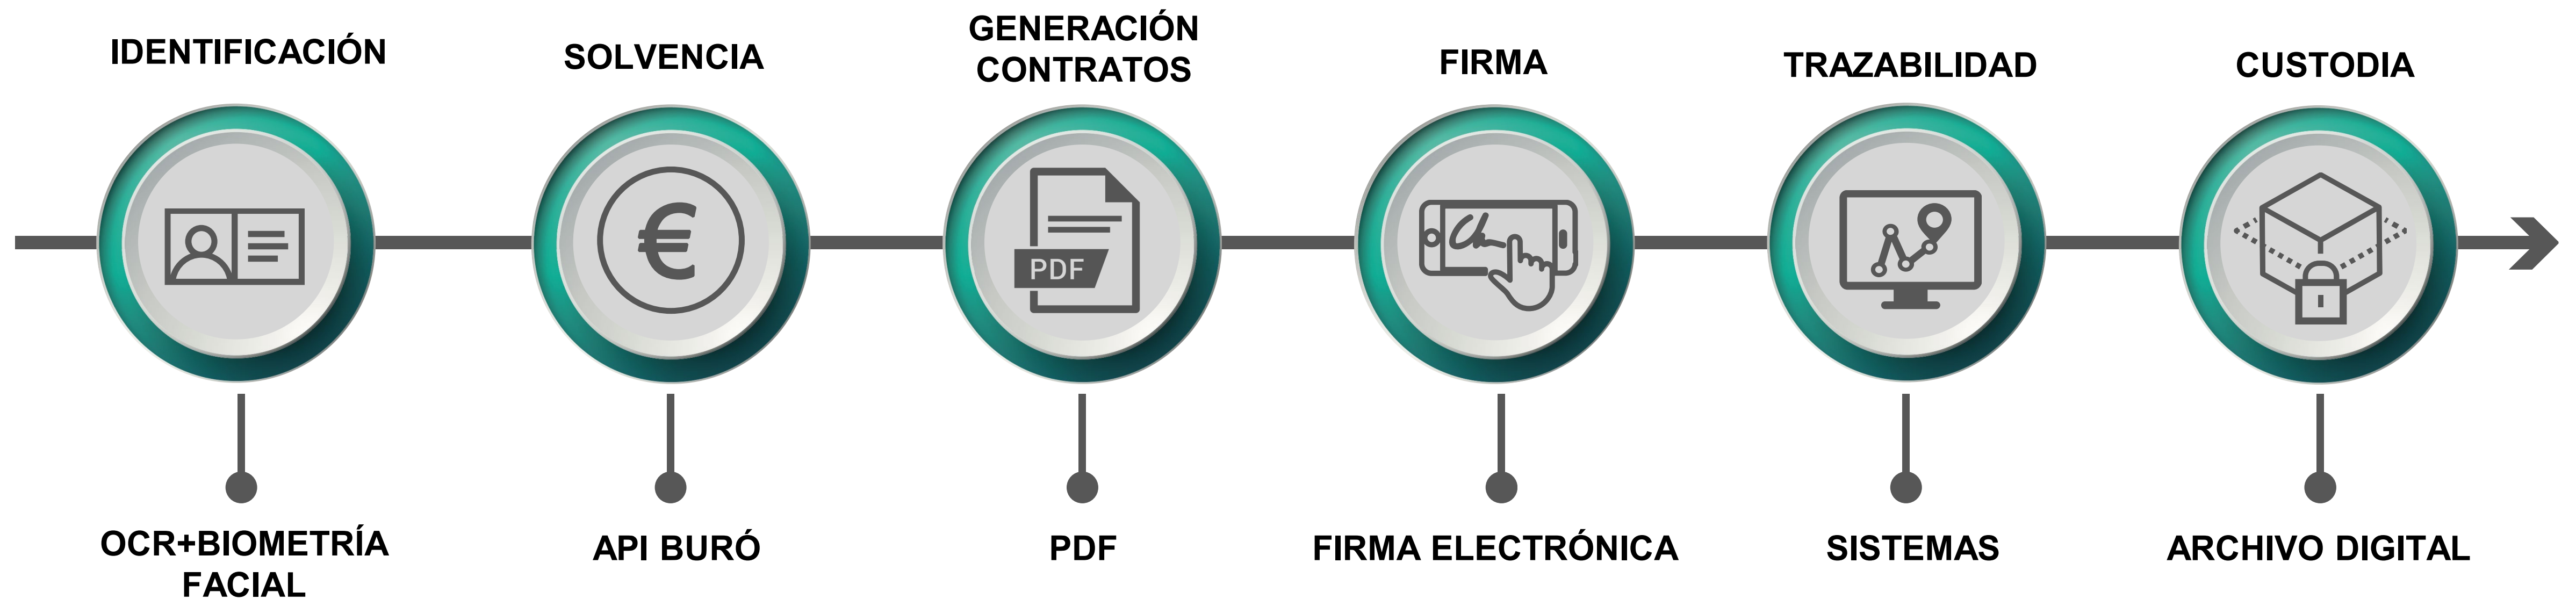 IDENTIFICACIÓN
SOLVENCIA
GENERACIÓN
CONTRATOS
FIRMA
TRAZABILIDAD
CUSTODIA
€
PDF
OCR+BIOMETRÍA
FACIAL
API BURÓ
PDF
FIRMA ELECTRÓNICA
SISTEMAS
ARCHIVO DIGITAL